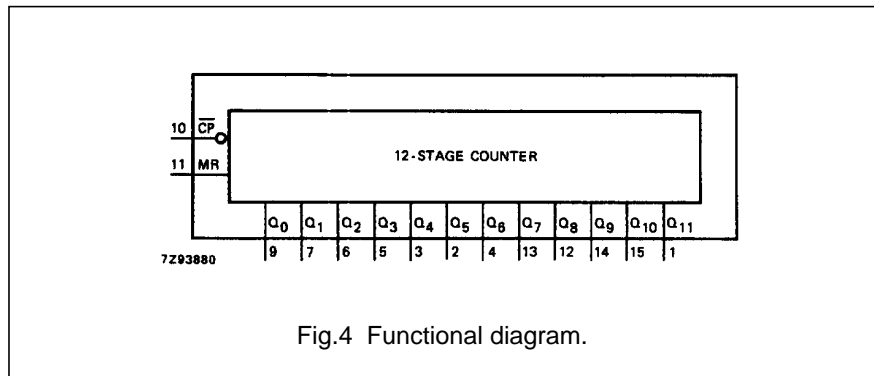 10 C̅P̅
11 MR
12-STAGE COUNTER
Q0 Q1 Q2 Q3 Q4 Q5 Q6 Q7 Q8 Q9 Q10 Q11
9 7 6 5 3 2 4 13 12 14 15 1
7Z93880
Fig.4 Functional diagram.